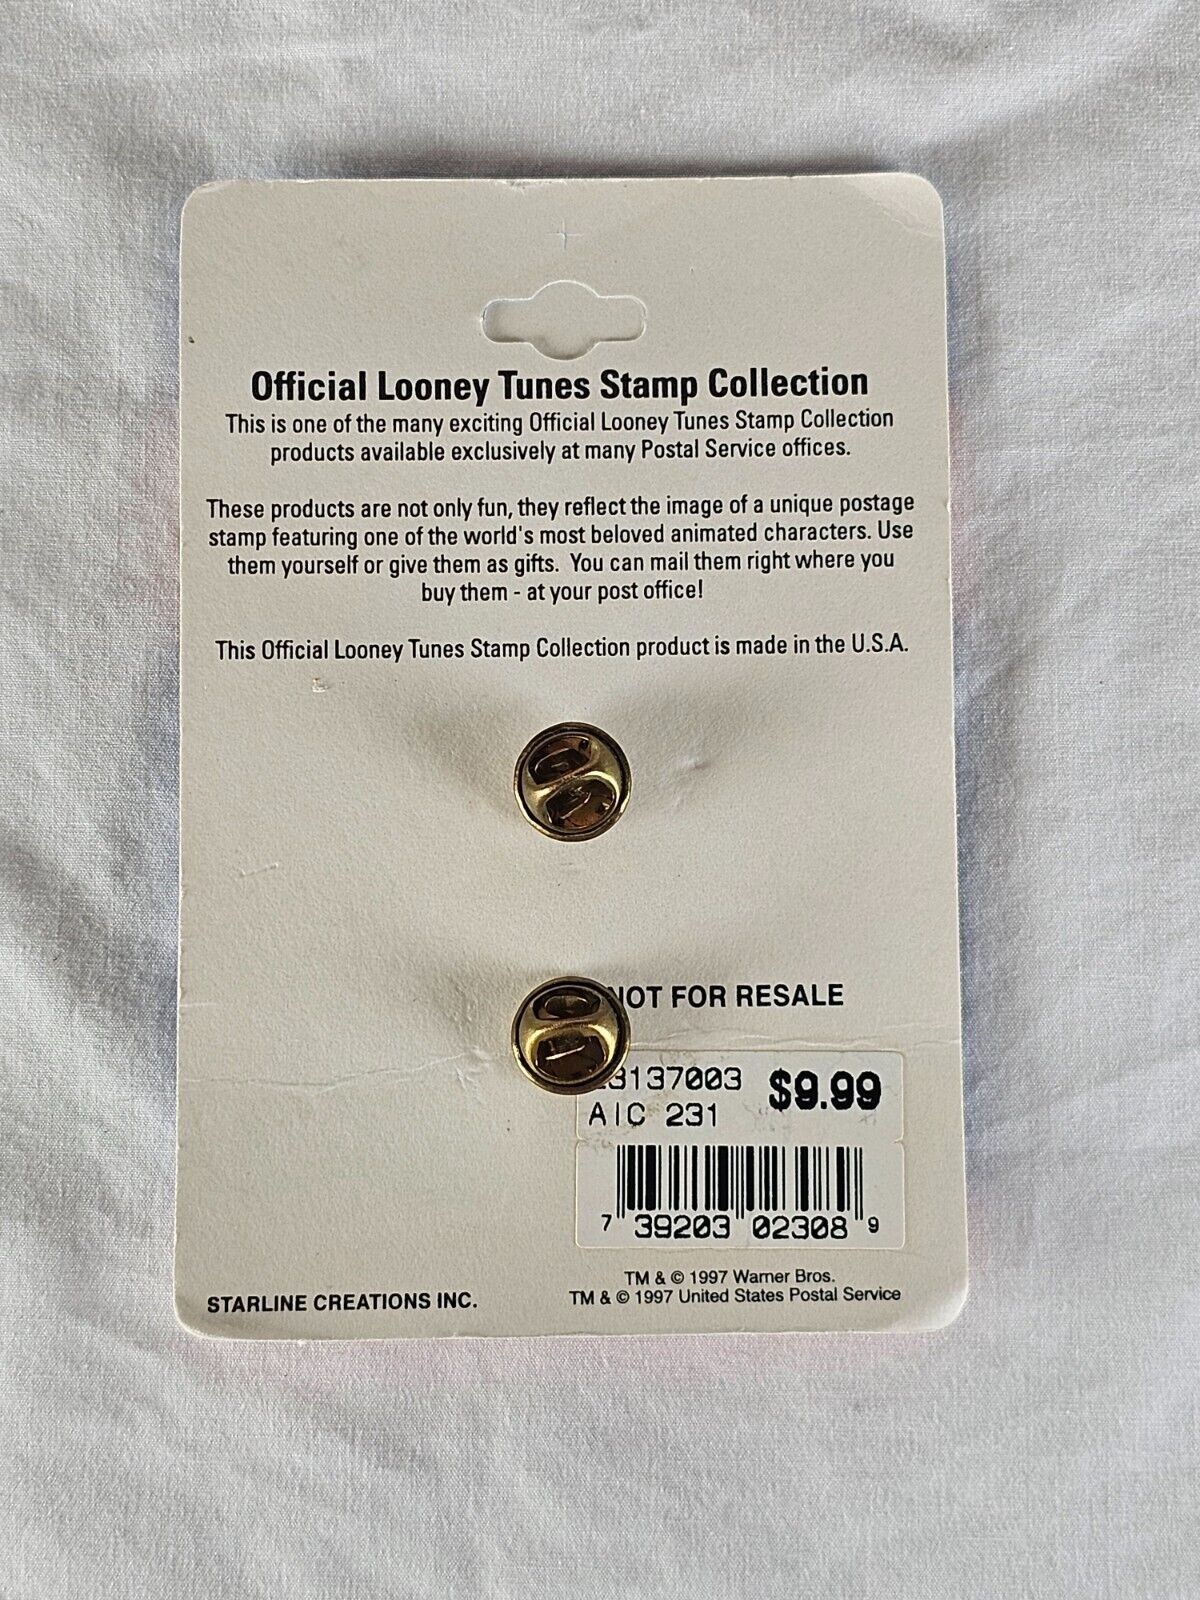 Official Looney Tunes Stamp Collection
This is one of the many exciting Official Looney Tunes Stamp Collection
products available exclusively at many Postal Service offices.
These products are not only fun, they reflect the image of a unique postage
stamp featuring one of the world's most beloved animated characters. Use
them yourself or give them as gifts. You can mail them right where you
buy them - at your post office!
This Official Looney Tunes Stamp Collection product is made in the U.S.A.
NOT FOR RESALE
$9.99
AIC 231
7 39203 02308 9
TM & © 1997 Warner Bros.
TM & © 1997 United States Postal Service
STARLINE CREATIONS INC.